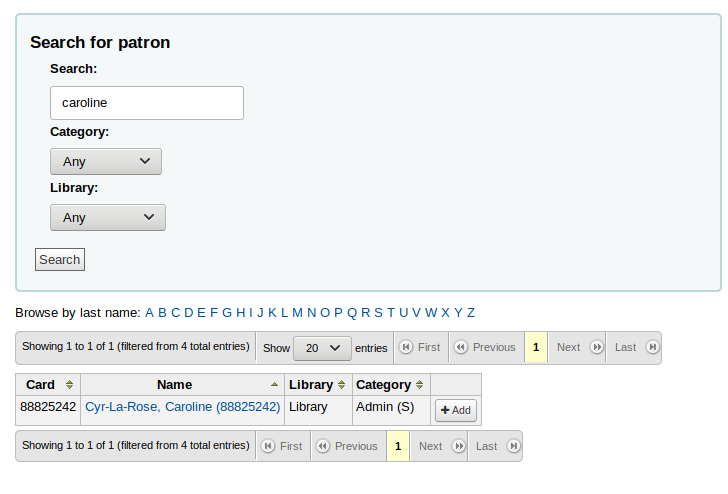 Search for patron
Search:
caroline
Category:
Any
Library:
Any
Search
Browse by last name: A B C D E F G H I J K L M N O P Q R S T U V W X Y Z
Showing 1 to 1 of 1 (filtered from 4 total entries) Show 20 entries First Previous 1 Next Last
Card Name Library Category
88825242 Cyr-La-Rose, Caroline (88825242) Library Admin (S) + Add
Showing 1 to 1 of 1 (filtered from 4 total entries) First Previous 1 Next Last